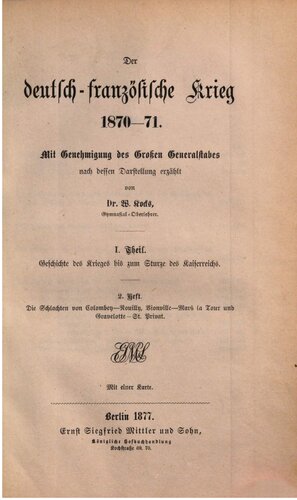 Der
deutsch-französische Krieg
1870—71.
Mit Genehmigung des Großen Generalstabes
nach dessen Darstellung erzählt
von
Dr. W. Kocks,
Gymnasial-Oberlehrer.
I. Theil.
Geschichte des Krieges bis zum Sturze des Kaiserreichs.
2. Heft.
Die Schlachten von Colombey—Nouilly, Vionville—Mars la Tour und
Gravelotte—St. Privat.
Mit einer Karte.
Berlin 1877.
Ernst Siegfried Mittler und Sohn,
Königliche Hofbuchhandlung
Kochstraße 69. 70.